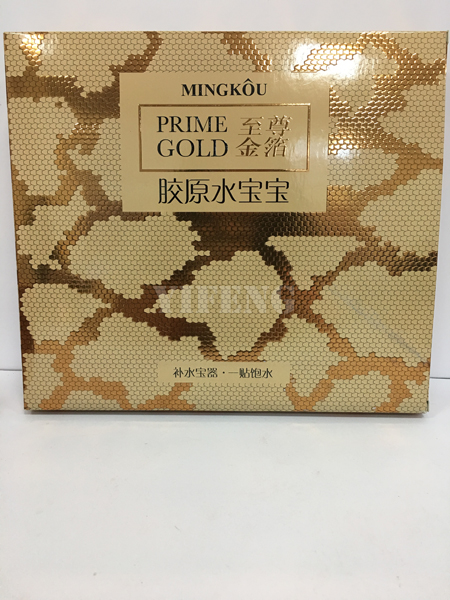 MINGKÔU
PRIME 至尊
GOLD 金箔
胶原水宝宝
YIFENG
补水宝器·一贴饱水